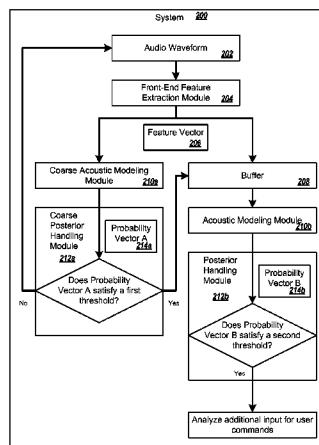 System 200
Audio Waveform
202
Front-End Feature
Extraction Module 204
Feature Vector
206
Coarse Acoustic Modeling
Module 210a
Buffer
208
Acoustic Modeling Module 210b
Coarse
Posterior
Handling
Module
212a
Probability
Vector A
214a
Does Probability
Vector A satisfy a first
threshold?
No
Yes
Posterior
Handling
Module
212b
Probability
Vector B
214b
Does Probability
Vector B satisfy a second
threshold?
Yes
Analyze additional input for user
commands